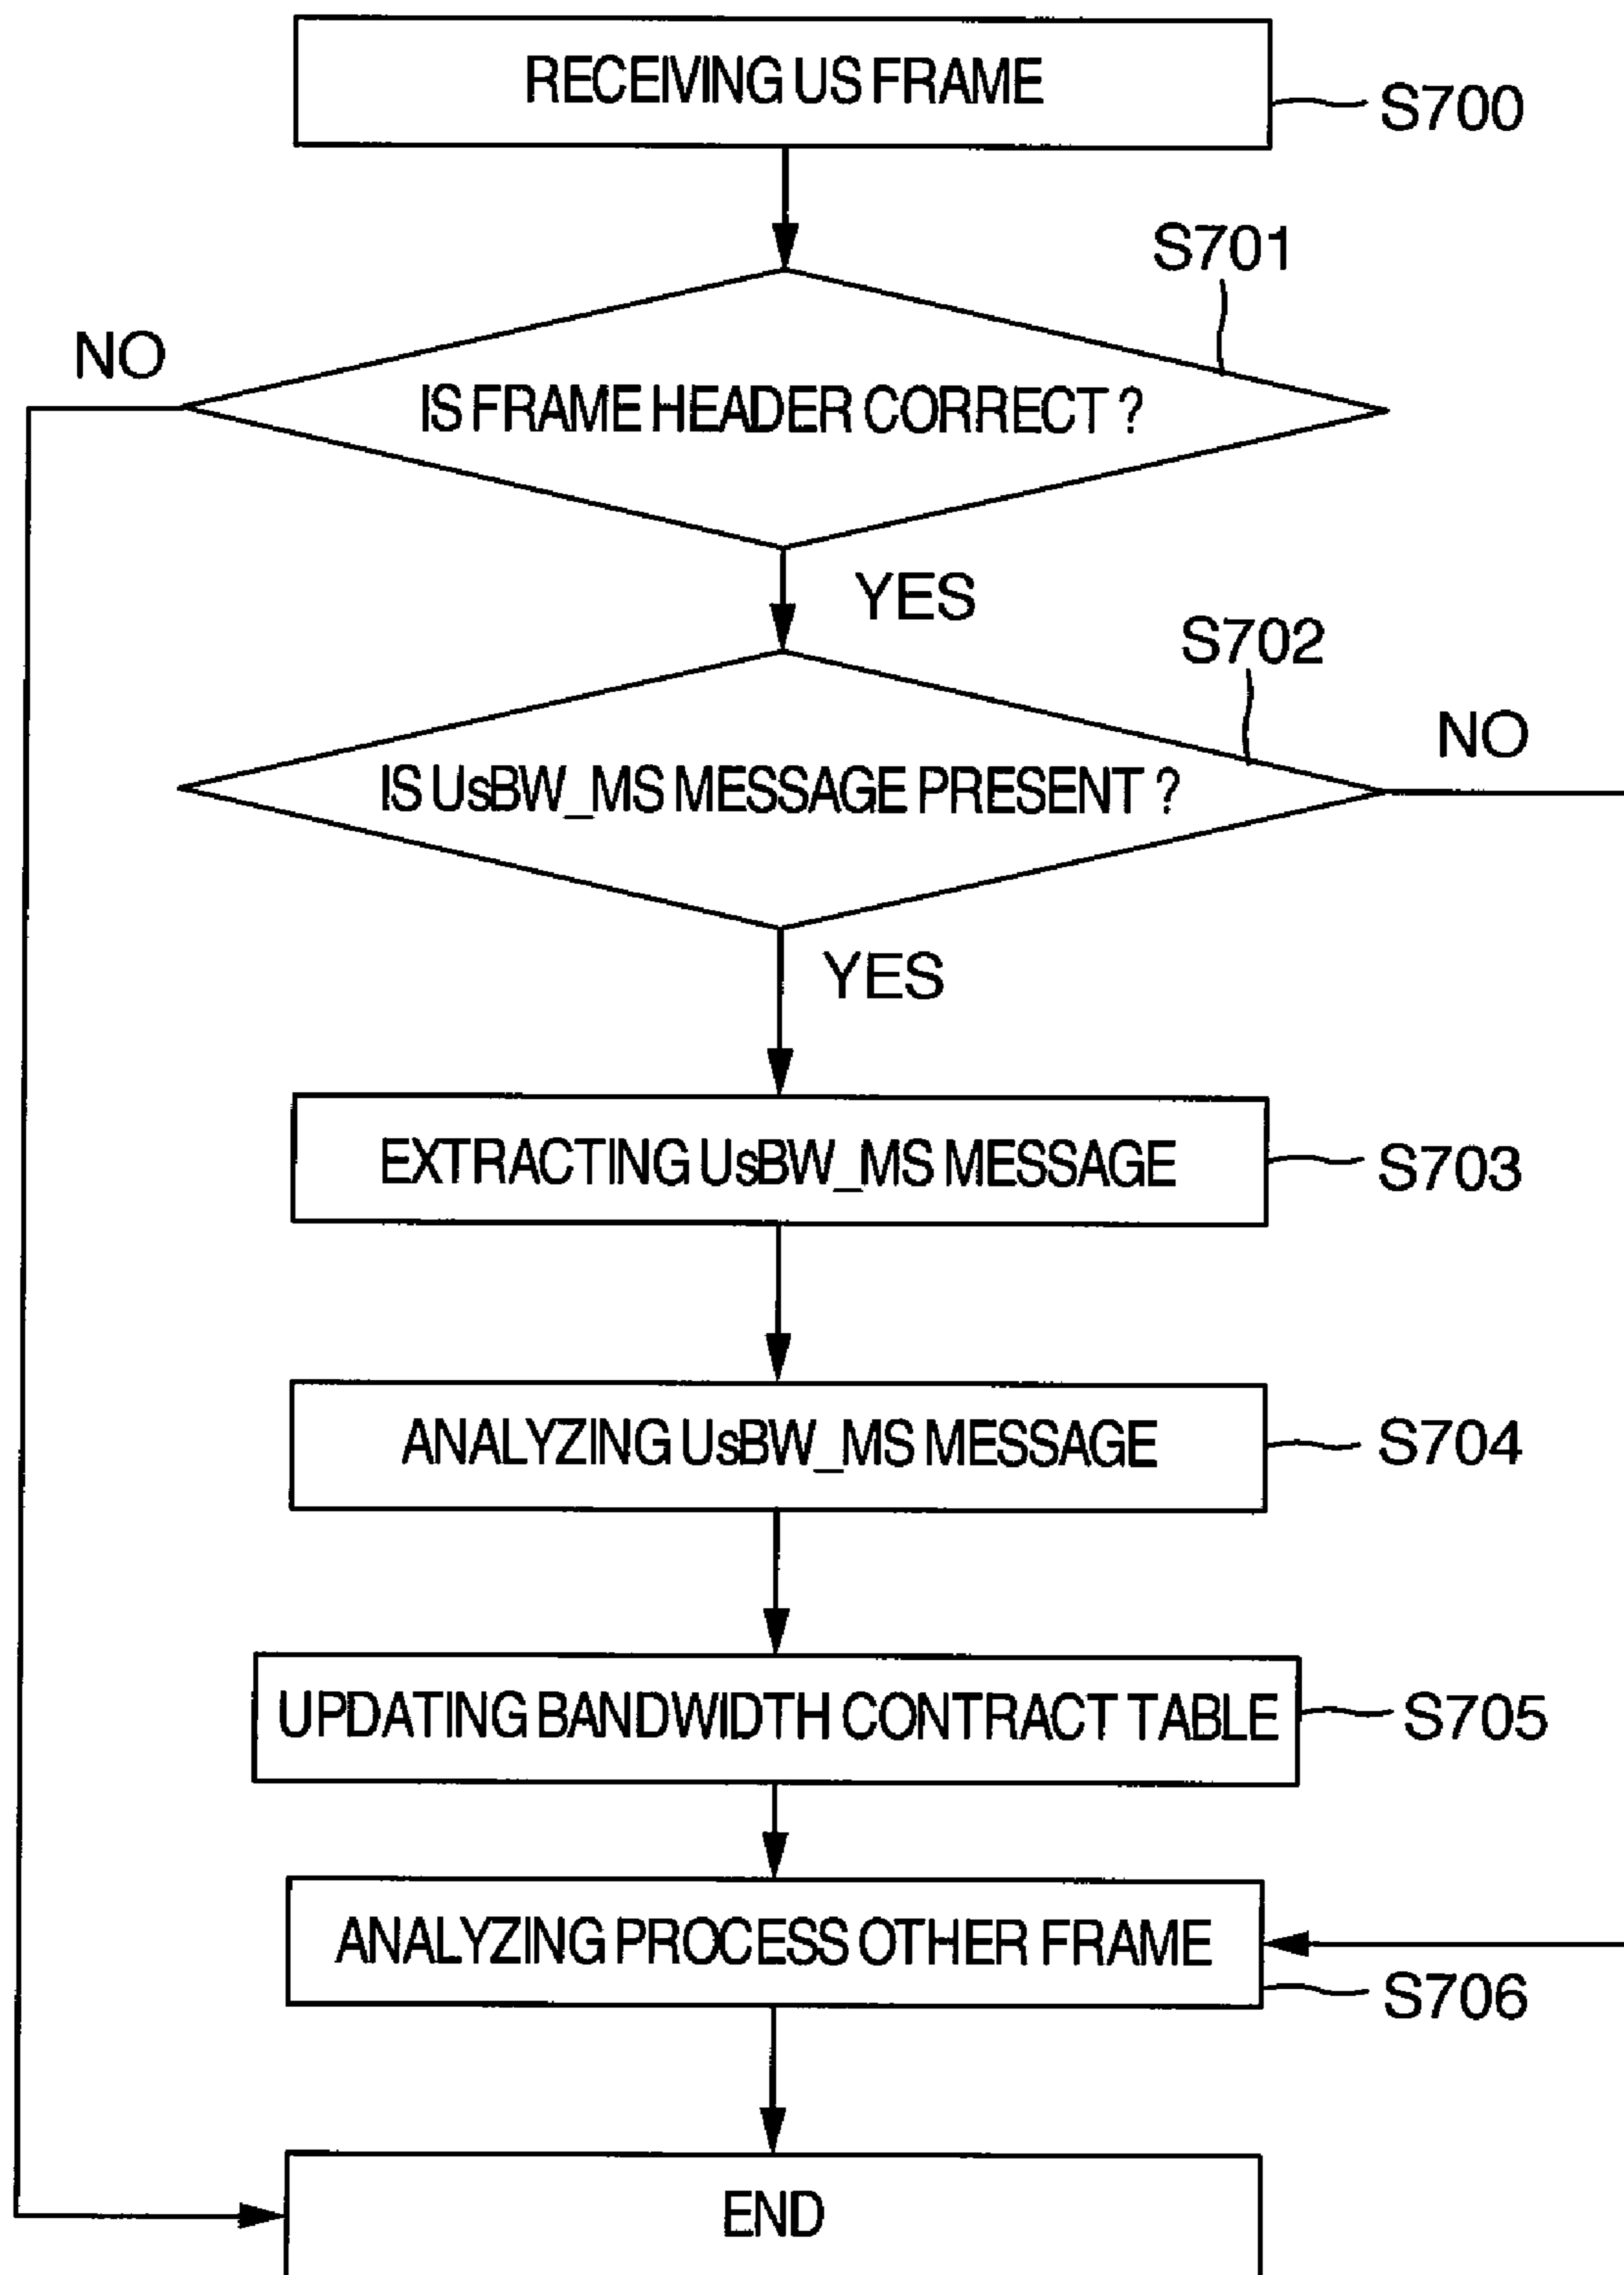 RECEIVING US FRAME
S700
S701
NO
IS FRAME HEADER CORRECT ?
YES
S702
NO
IS UsBW_MS MESSAGE PRESENT ?
YES
EXTRACTING UsBW_MS MESSAGE
S703
ANALYZING UsBW_MS MESSAGE
S704
UPDATING BANDWIDTH CONTRACT TABLE
S705
ANALYZING PROCESS OTHER FRAME
S706
END